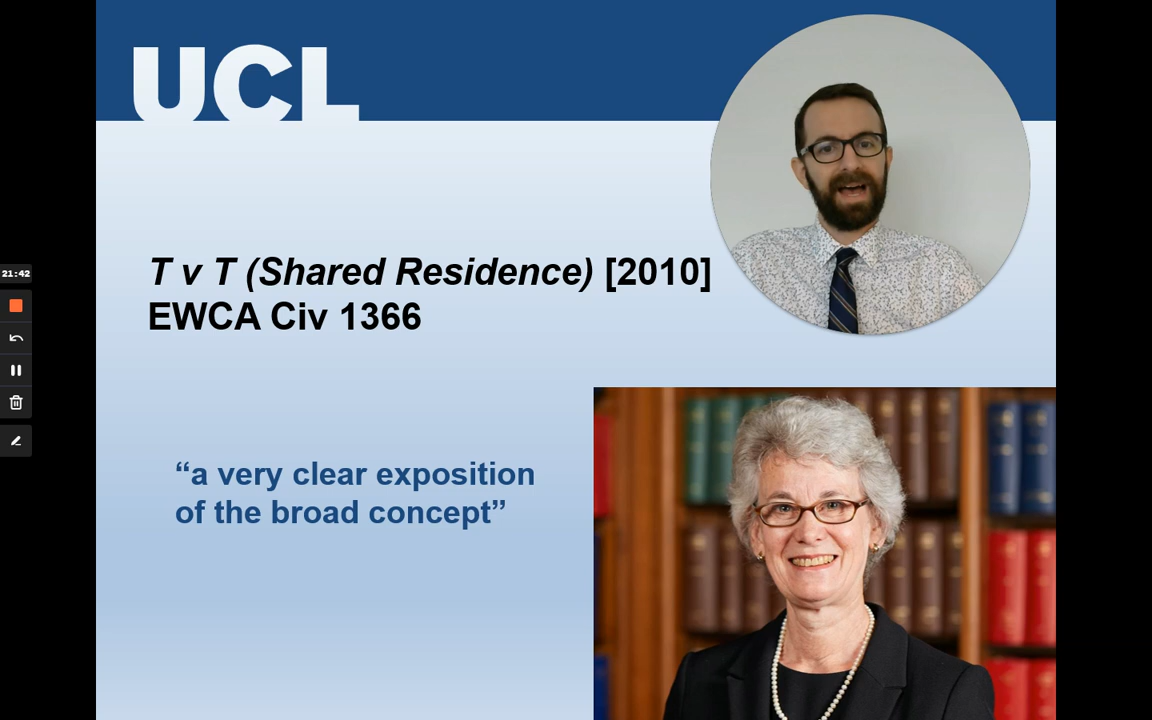 UCL
T v T (Shared Residence) [2010]
EWCA Civ 1366
21:42
“a very clear exposition
of the broad concept”